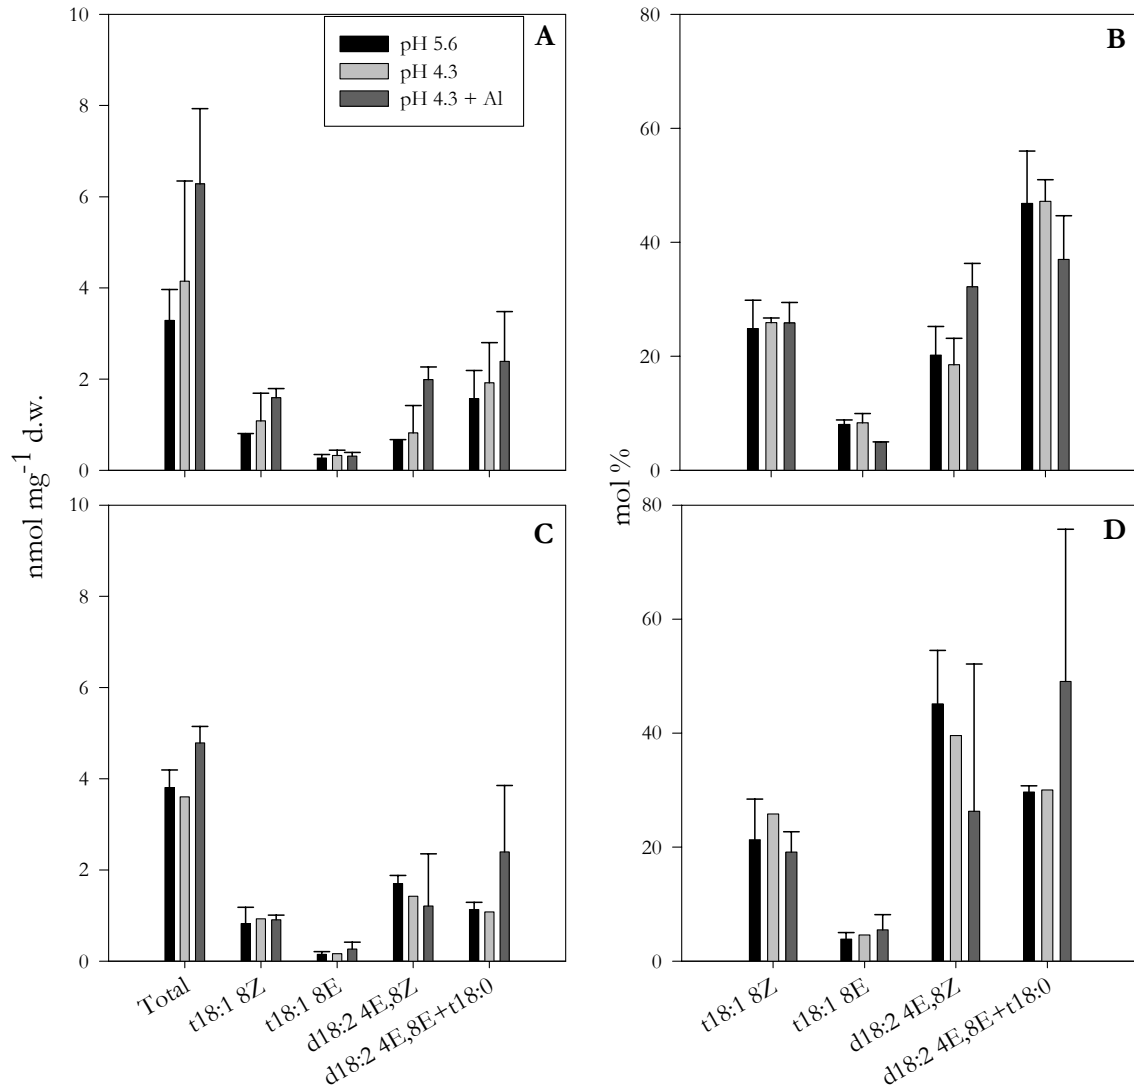 A
pH 5.6
pH 4.3
pH 4.3 + Al
10
8
6
4
2
0
B
80
60
40
20
0
nmol mg-1 d.w.
mol %
C
10
8
6
4
2
0
Total
t18:1 8Z
t18:1 8E
d18:2 4E,8Z
d18:2 4E,8E+t18:0
D
80
60
40
20
0
t18:1 8Z
t18:1 8E
d18:2 4E,8Z
d18:2 4E,8E+t18:0